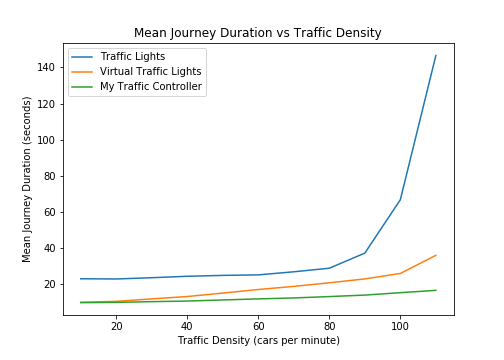 Mean Journey Duration vs Traffic Density
Traffic Lights
Virtual Traffic Lights
My Traffic Controller
Mean Journey Duration (seconds)
140
120
100
80
60
40
20
20 40 60 80 100
Traffic Density (cars per minute)